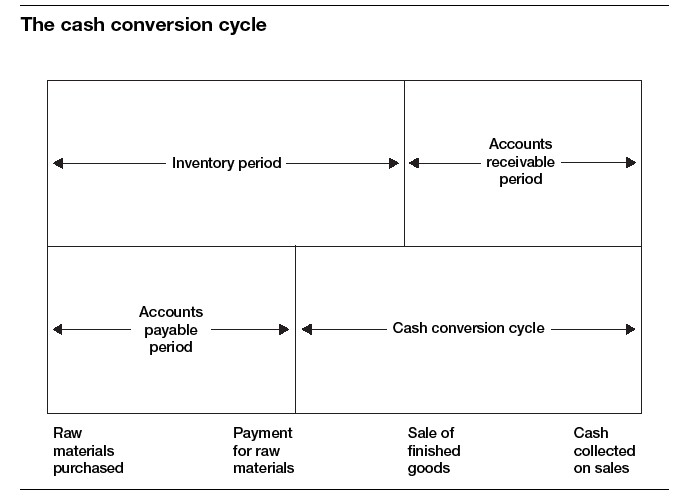 The cash conversion cycle
Inventory period
Accounts
receivable
period
Accounts
payable
period
Cash conversion cycle
Raw
materials
purchased
Payment
for raw
materials
Sale of
finished
goods
Cash
collected
on sales